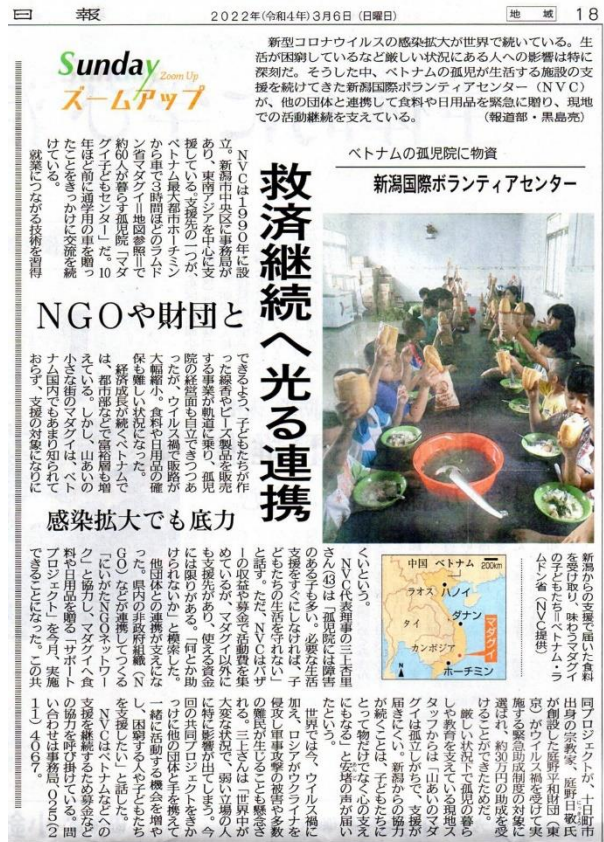 日報
2022年(令和4年)3月6日(日曜日)
地域 18
Sunday
Zoom Up
ズームアップ
新型コロナウイルスの感染拡大が世界で続いている。生
活が困窮しているなど厳しい状況にある人への影響は特に
深刻だ。そうした中、ベトナムの孤児が生活する施設の支
援を続けてきた新潟国際ボランティアセンター(NVC)
が、他の団体と連携して食料や日用品を緊急に贈り、現地
での活動継続を支えている。 (報道部・黒島亮)
ベトナムの孤児院に物資
新潟国際ボランティアセンター
救済継続へ光る連携
NGOや財団と
感染拡大でも底力
NVCは1990年に設
立。新潟市中央区に事務局が
あり、東南アジアを中心に支
援している。支援先の一つが、
ベトナム最大都市ホーチミン
から車で3時間ほどのラムド
ン省マダグイ=地図参照=で
約60人が暮らす孤児院「マダ
グイ子どもセンター」だ。10
年ほど前に通学用の車を贈っ
たことをきっかけに交流を続
けている。
就業につながる技術を習得
できるよう、子どもたちが作
った線香やビーズ製品を販売
する事業が軌道に乗り、孤児
院の経営面も自立できつつあ
ったが、ウイルス禍で販路が
大幅縮小。食料や日用品の確
保も難しい状況になった。
経済成長が続くベトナムで
は、都市部などで富裕層も増
えている。しかし、山あいの
小さな街のマダグイは、ベト
ナム国内でもあまり知られて
おらず、支援の対象になりに
くいという。
NVC代表理事の三上杏里
さん(43)は「孤児院には障害
のある子も多い。必要な生活
支援をすぐにしなければ、子
どもたちの生活を守れない」
と話す。ただ、NVCはバザ
ーの収益や募金で活動費を集
めているが、マダグイ以外に
も支援先があり、使える資金
には限りがある。「何とか助
けられないか」と模索した。
他団体との連携が支えにな
った。県内の非政府組織(N
GO)などが連携してつくる
「にいがたNGOネットワー
ク」と協力し、マダグイへ食
料や日用品を贈る「サポート
プロジェクト」を今月、実施
できることになった。この共
同プロジェクトが、十日町市
出身の宗教家、庭野日敬氏
が創設した庭野平和財団(東
京)がウイルス禍を受けて実
施する緊急助成制度の対象に
選ばれ、約30万円の助成を受
けることができたためだ。
厳しい状況下で孤児の暮ら
しや教育を支えている現地ス
タッフからは「山あいのマダ
グイは孤立しがちで、支援が
届きにくい。新潟からの協力
が続くことは、子どもたちに
とって物だけでなく心の支え
にもなる」と安堵の声が届い
たという。
世界では今、ウイルス禍に
加え、ロシアがウクライナを
侵攻し軍事攻撃の被害や多数
の難民が生じることも懸念さ
れる。三上さんは「世界中が
大変な状況で、弱い立場の人
に特に影響が出てしまう。今
回の共同プロジェクトをきっ
かけに他の団体と手を携えて
一緒に活動する機会を増や
し、困窮する人や子どもたち
を支援したい」と話した。
NVCはベトナムなどへの
支援を継続するため募金など
の協力を呼び掛けている。問
い合わせは事務局、025(2
11)4067。
新潟からの支援で届いた食料
を受け取り、味わうマダグイ
の子どもたち=ベトナム・ラ
ムドン省(NVC提供)
中国 ベトナム
200km
ラオス
ハノイ
タイ
ダナン
カンボジア
マダグイ
ホーチミン
N